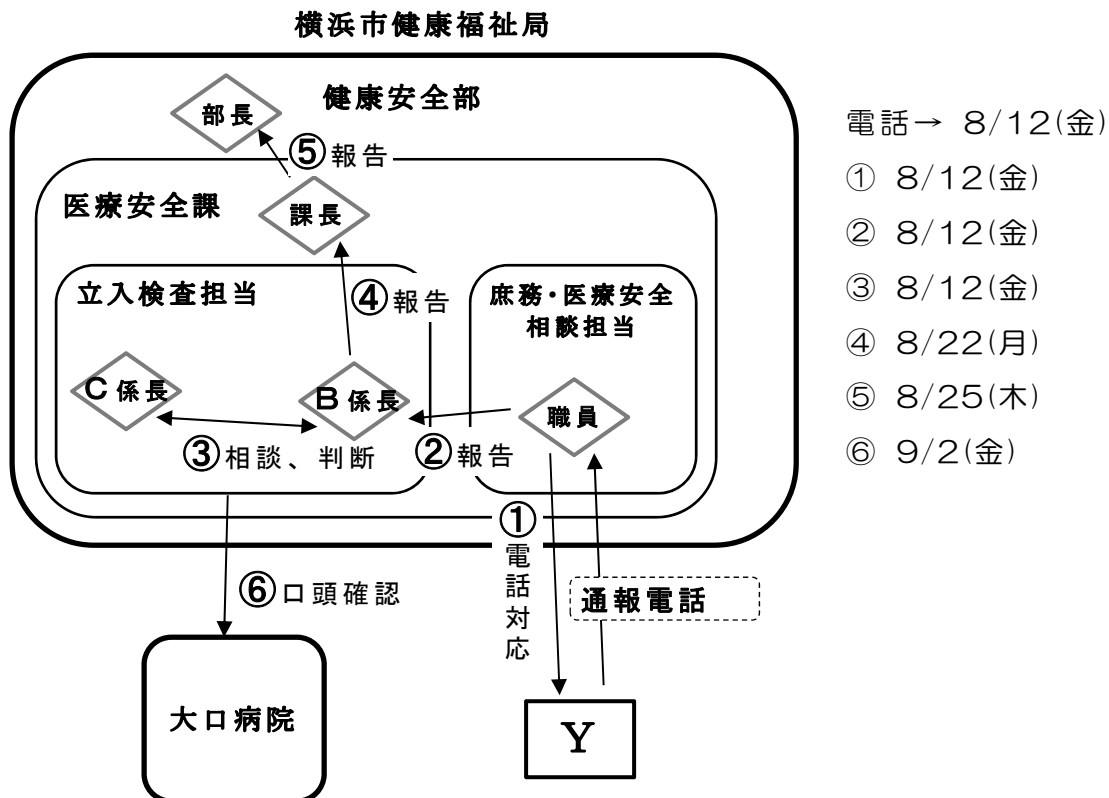 横浜市健康福祉局
健康安全部
部長
⑤報告
医療安全課
課長
立入検査担当
④報告
庶務・医療安全
相談担当
C係長
B係長
職員
③相談、判断
②報告
①
電話対応
通報電話
⑥口頭確認
大口病院
Y
電話→ 8/12(金)
① 8/12(金)
② 8/12(金)
③ 8/12(金)
④ 8/22(月)
⑤ 8/25(木)
⑥ 9/2(金)